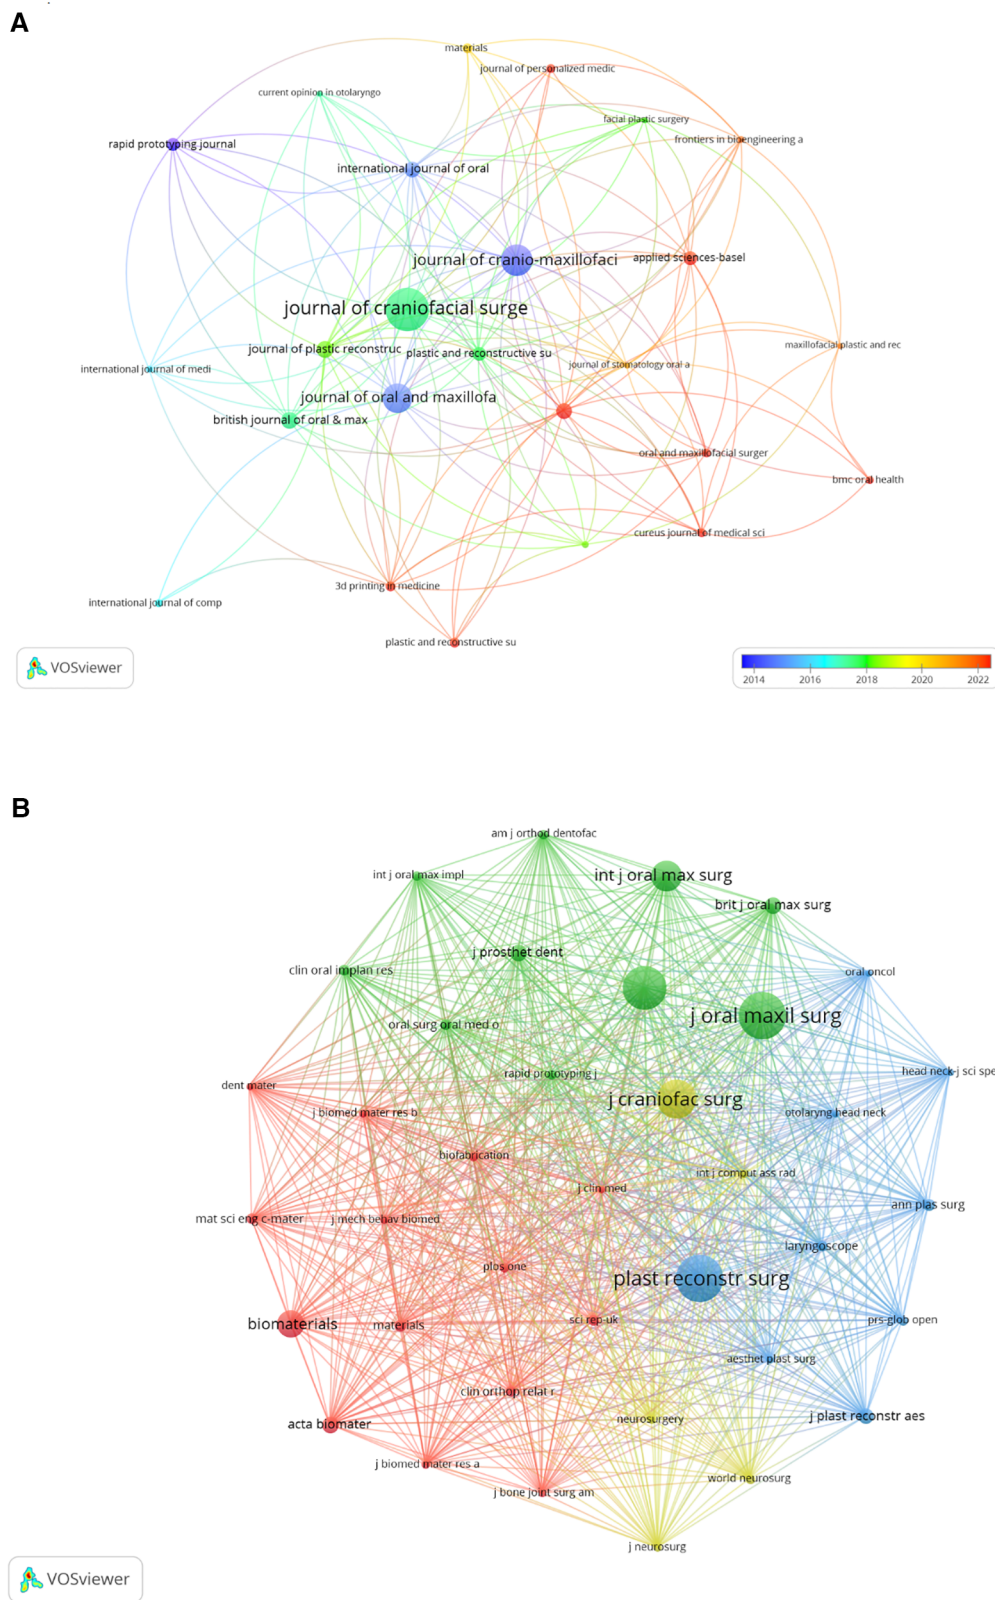 A
materials
journal of personalized medic
current opinion in otolaryngo
facial plastic surgery
rapid prototyping journal
frontiers in bioengineering a
international journal of oral
journal of cranio-maxillofaci
applied sciences-basel
journal of craniofacial surge
journal of plastic reconstruc
plastic and reconstructive su
maxillofacial plastic and rec
journal of stomatology oral a
international journal of medi
journal of oral and maxillofa
british journal of oral & max
oral and maxillofacial surger
bmc oral health
cureus journal of medical sci
3d printing in medicine
international journal of comp
plastic and reconstructive su
VOSviewer
2014 2016 2018 2020 2022
B
am j orthod dentofac
int j oral max impl
int j oral max surg
brit j oral max surg
j prosthet dent
clin oral implan res
oral oncol
j oral maxil surg
oral surg oral med o
rapid prototyping j
head neck-j sci spe
dent mater
j craniofac surg
j biomed mater res b
otolaryng head neck
biofabrication
int j comput ass rad
j clin med
ann plas surg
mat sci eng c-mater
j mech behav biomed
laryngoscope
plos one
plast reconstr surg
biomaterials
materials
sci rep-uk
prs-glob open
aesthet plast surg
clin orthop relat r
neurosurgery
j plast reconstr aes
acta biomater
j biomed mater res a
world neurosurg
j bone joint surg am
j neurosurg
VOSviewer